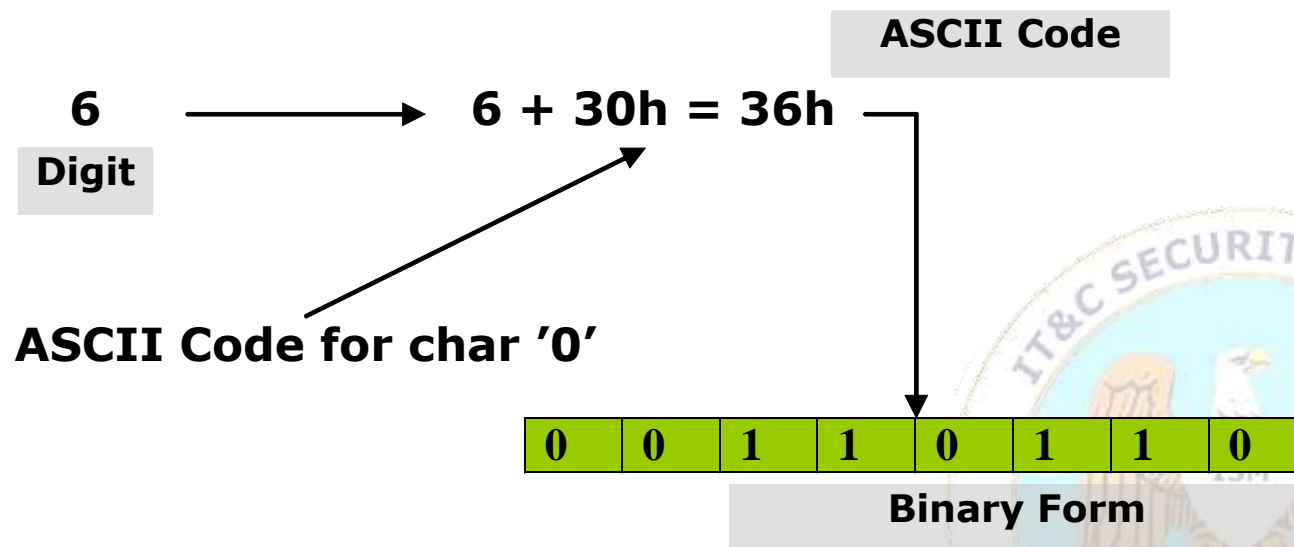 ASCII Code
6 6 + 30h = 36h
Digit
IT&C SECURIT
ASCII Code for char ’0’
0 0 1 1 0 1 1 0
ISM
Binary Form